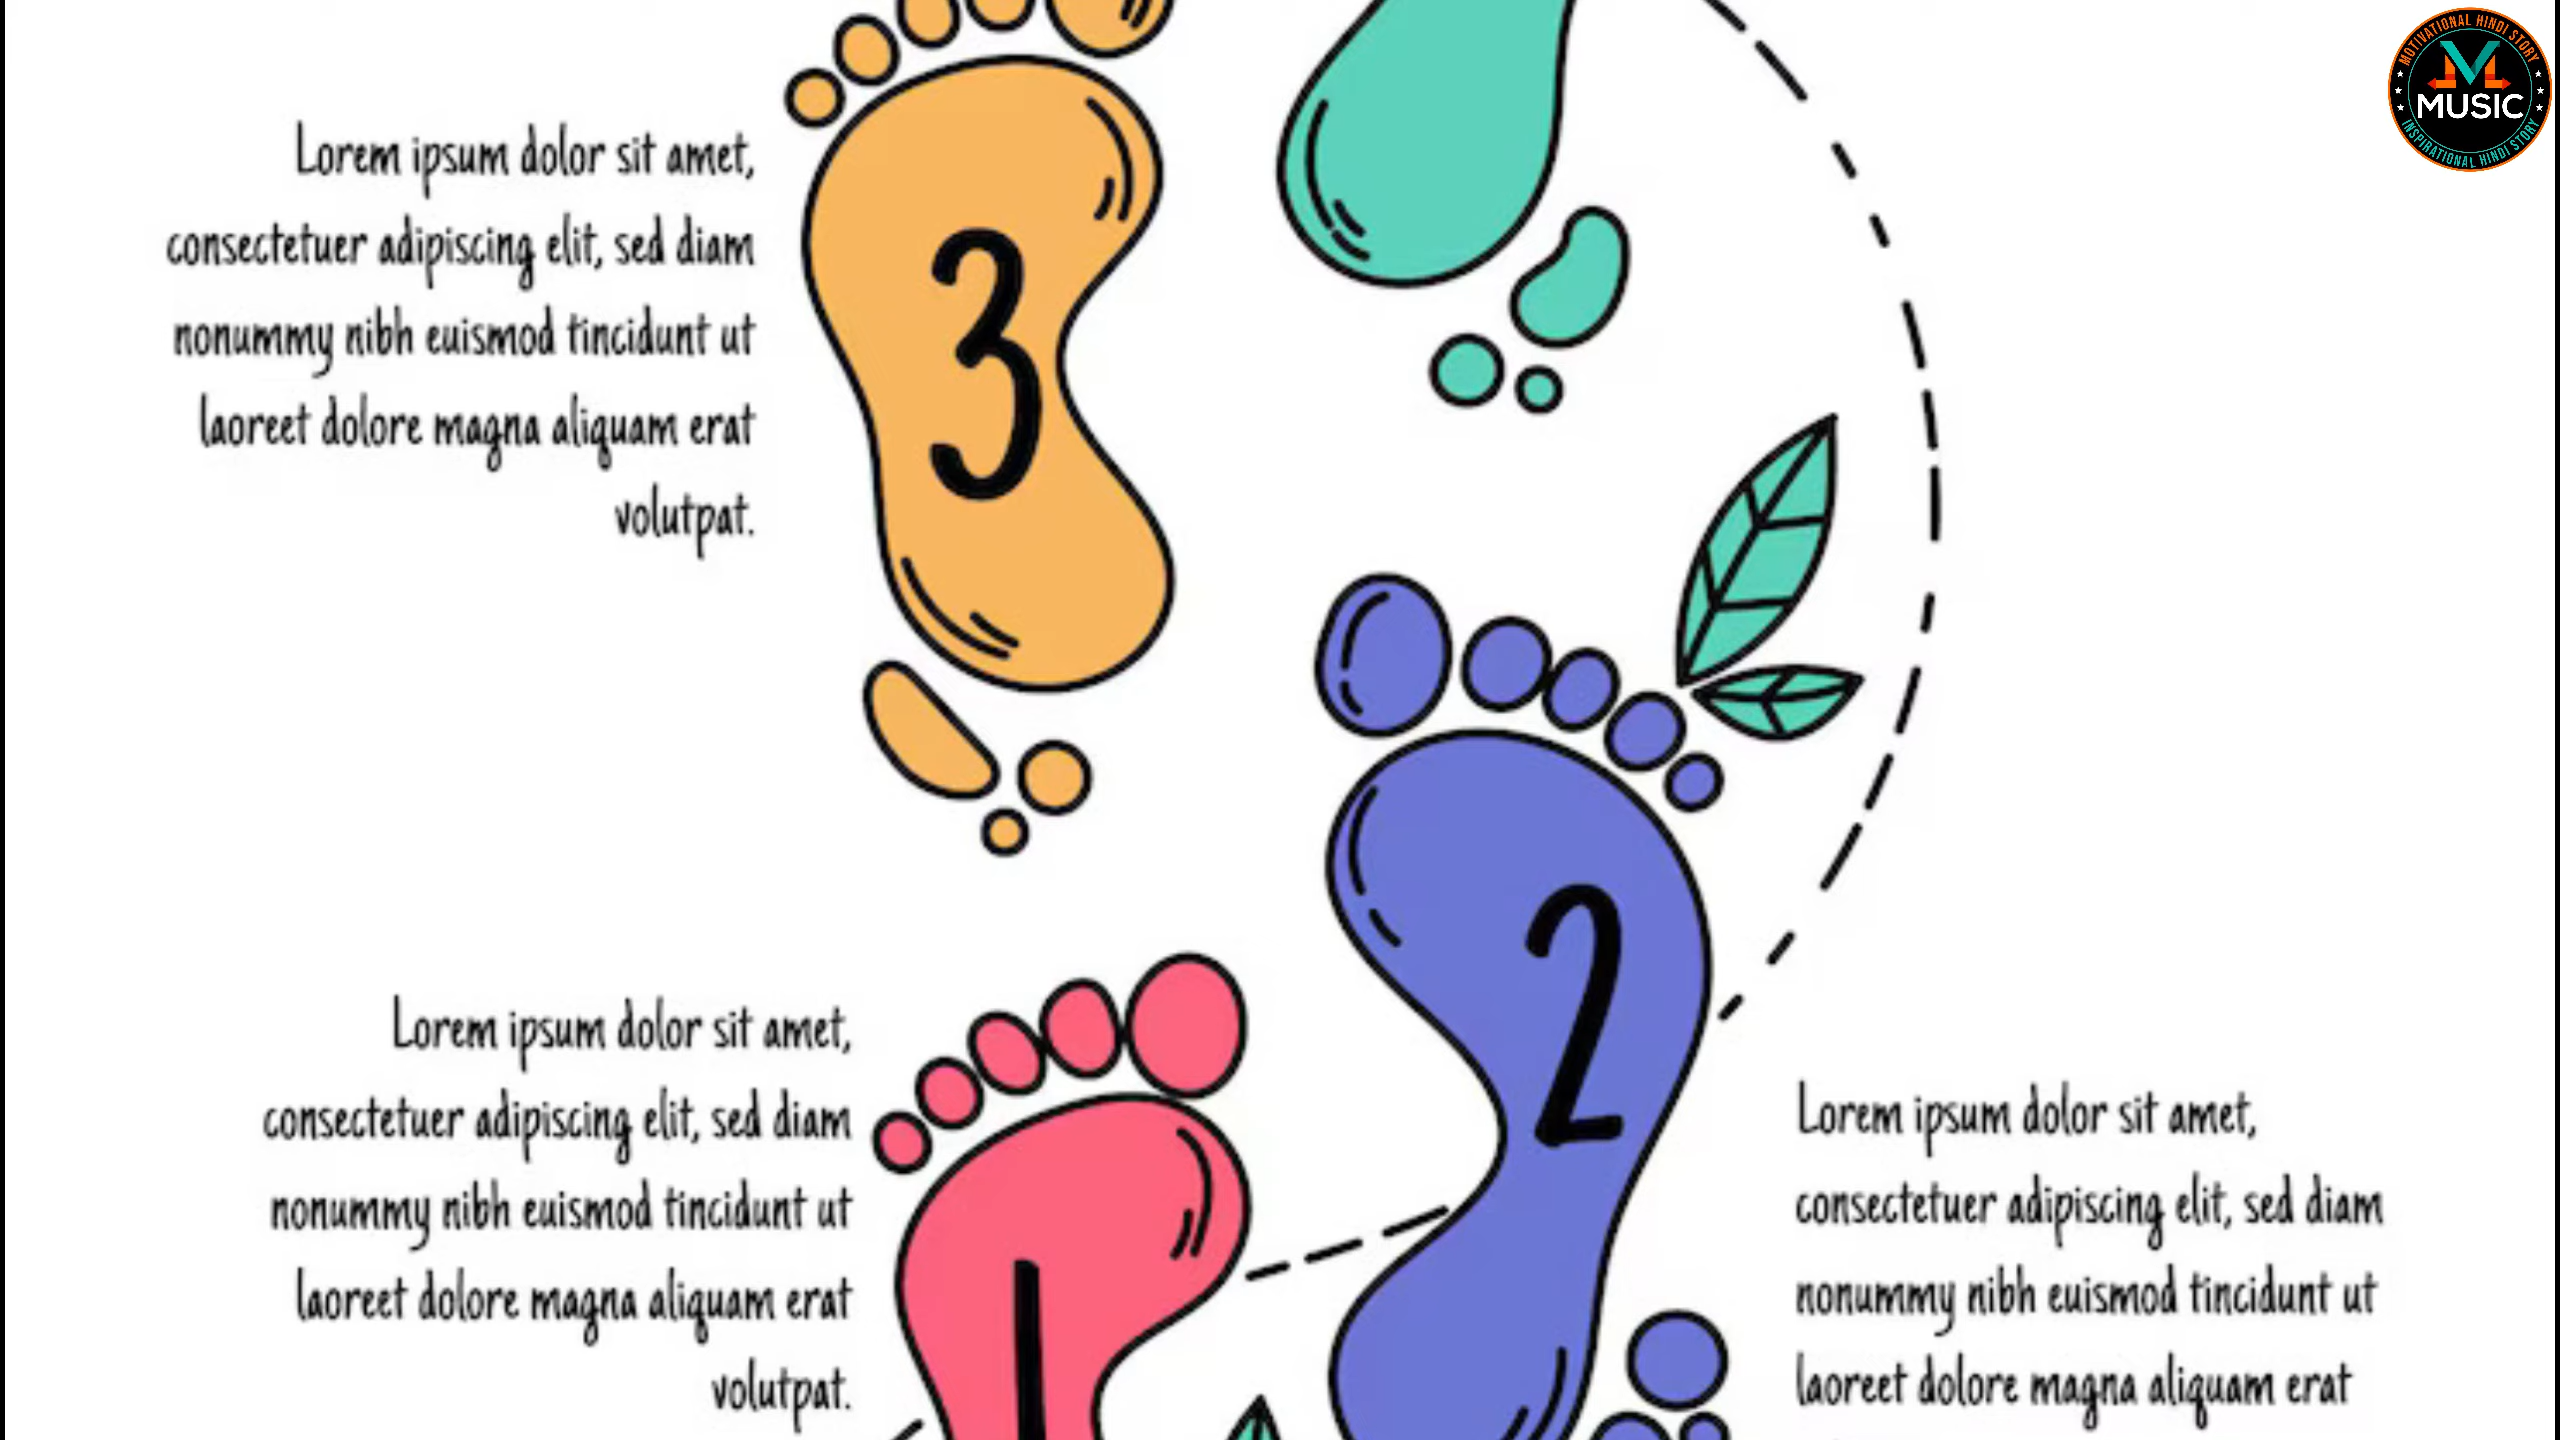 MOTIVATIONAL HINDI STORY
MUSIC
INSPIRATIONAL HINDI STORY
Lorem ipsum dolor sit amet,
consectetuer adipiscing elit, sed diam
nonummy nibh euismod tincidunt ut
laoreet dolore magna aliquam erat
volutpat.
3
2
Lorem ipsum dolor sit amet,
consectetuer adipiscing elit, sed diam
nonummy nibh euismod tincidunt ut
laoreet dolore magna aliquam erat
volutpat.
1
Lorem ipsum dolor sit amet,
consectetuer adipiscing elit, sed diam
nonummy nibh euismod tincidunt ut
laoreet dolore magna aliquam erat